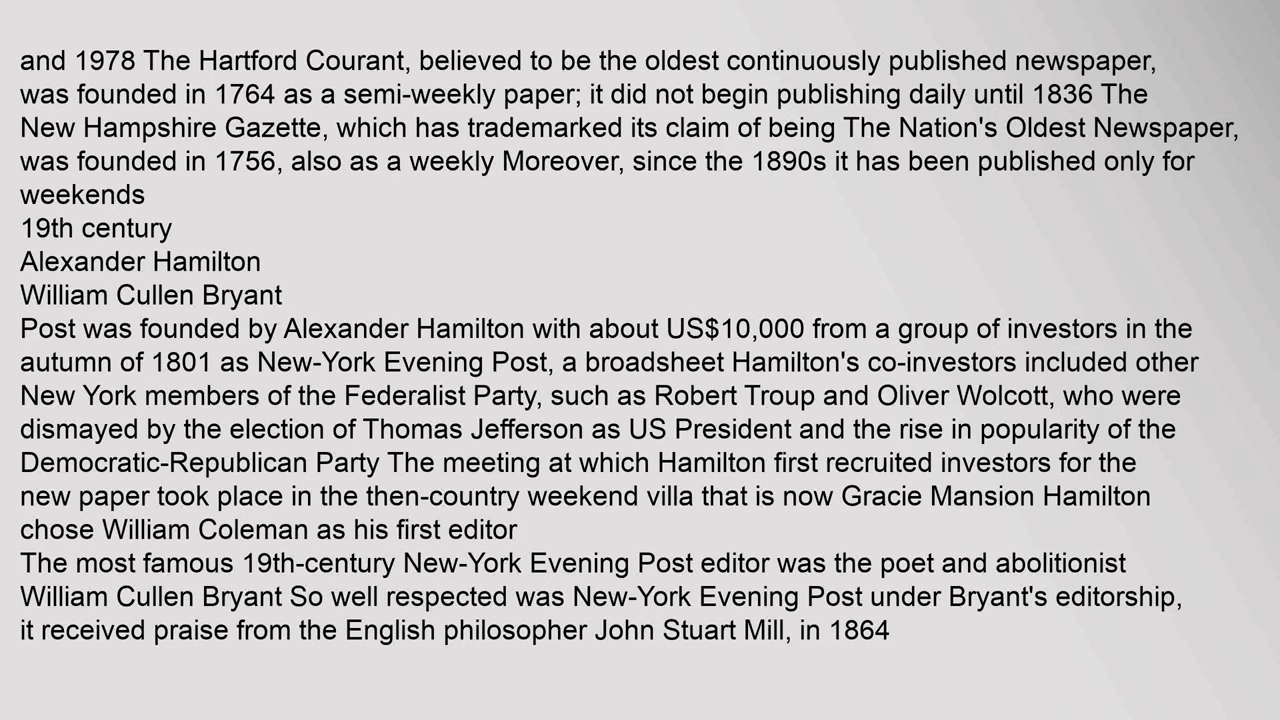 and 1978 The Hartford Courant, believed to be the oldest continuously published newspaper,
was founded in 1764 as a semi-weekly paper; it did not begin publishing daily until 1836 The
New Hampshire Gazette, which has trademarked its claim of being The Nation's Oldest Newspaper,
was founded in 1756, also as a weekly Moreover, since the 1890s it has been published only for
weekends
19th century
Alexander Hamilton
William Cullen Bryant
Post was founded by Alexander Hamilton with about US$10,000 from a group of investors in the
autumn of 1801 as New-York Evening Post, a broadsheet Hamilton's co-investors included other
New York members of the Federalist Party, such as Robert Troup and Oliver Wolcott, who were
dismayed by the election of Thomas Jefferson as US President and the rise in popularity of the
Democratic-Republican Party The meeting at which Hamilton first recruited investors for the
new paper took place in the then-country weekend villa that is now Gracie Mansion Hamilton
chose William Coleman as his first editor
The most famous 19th-century New-York Evening Post editor was the poet and abolitionist
William Cullen Bryant So well respected was New-York Evening Post under Bryant's editorship,
it received praise from the English philosopher John Stuart Mill, in 1864